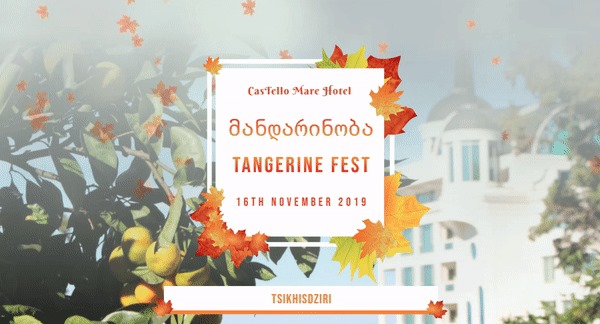 Castello Mare Hotel
მანდარინობა
TANGERINE FEST
16TH NOVEMBER 2019
TSIKHISDZIRI